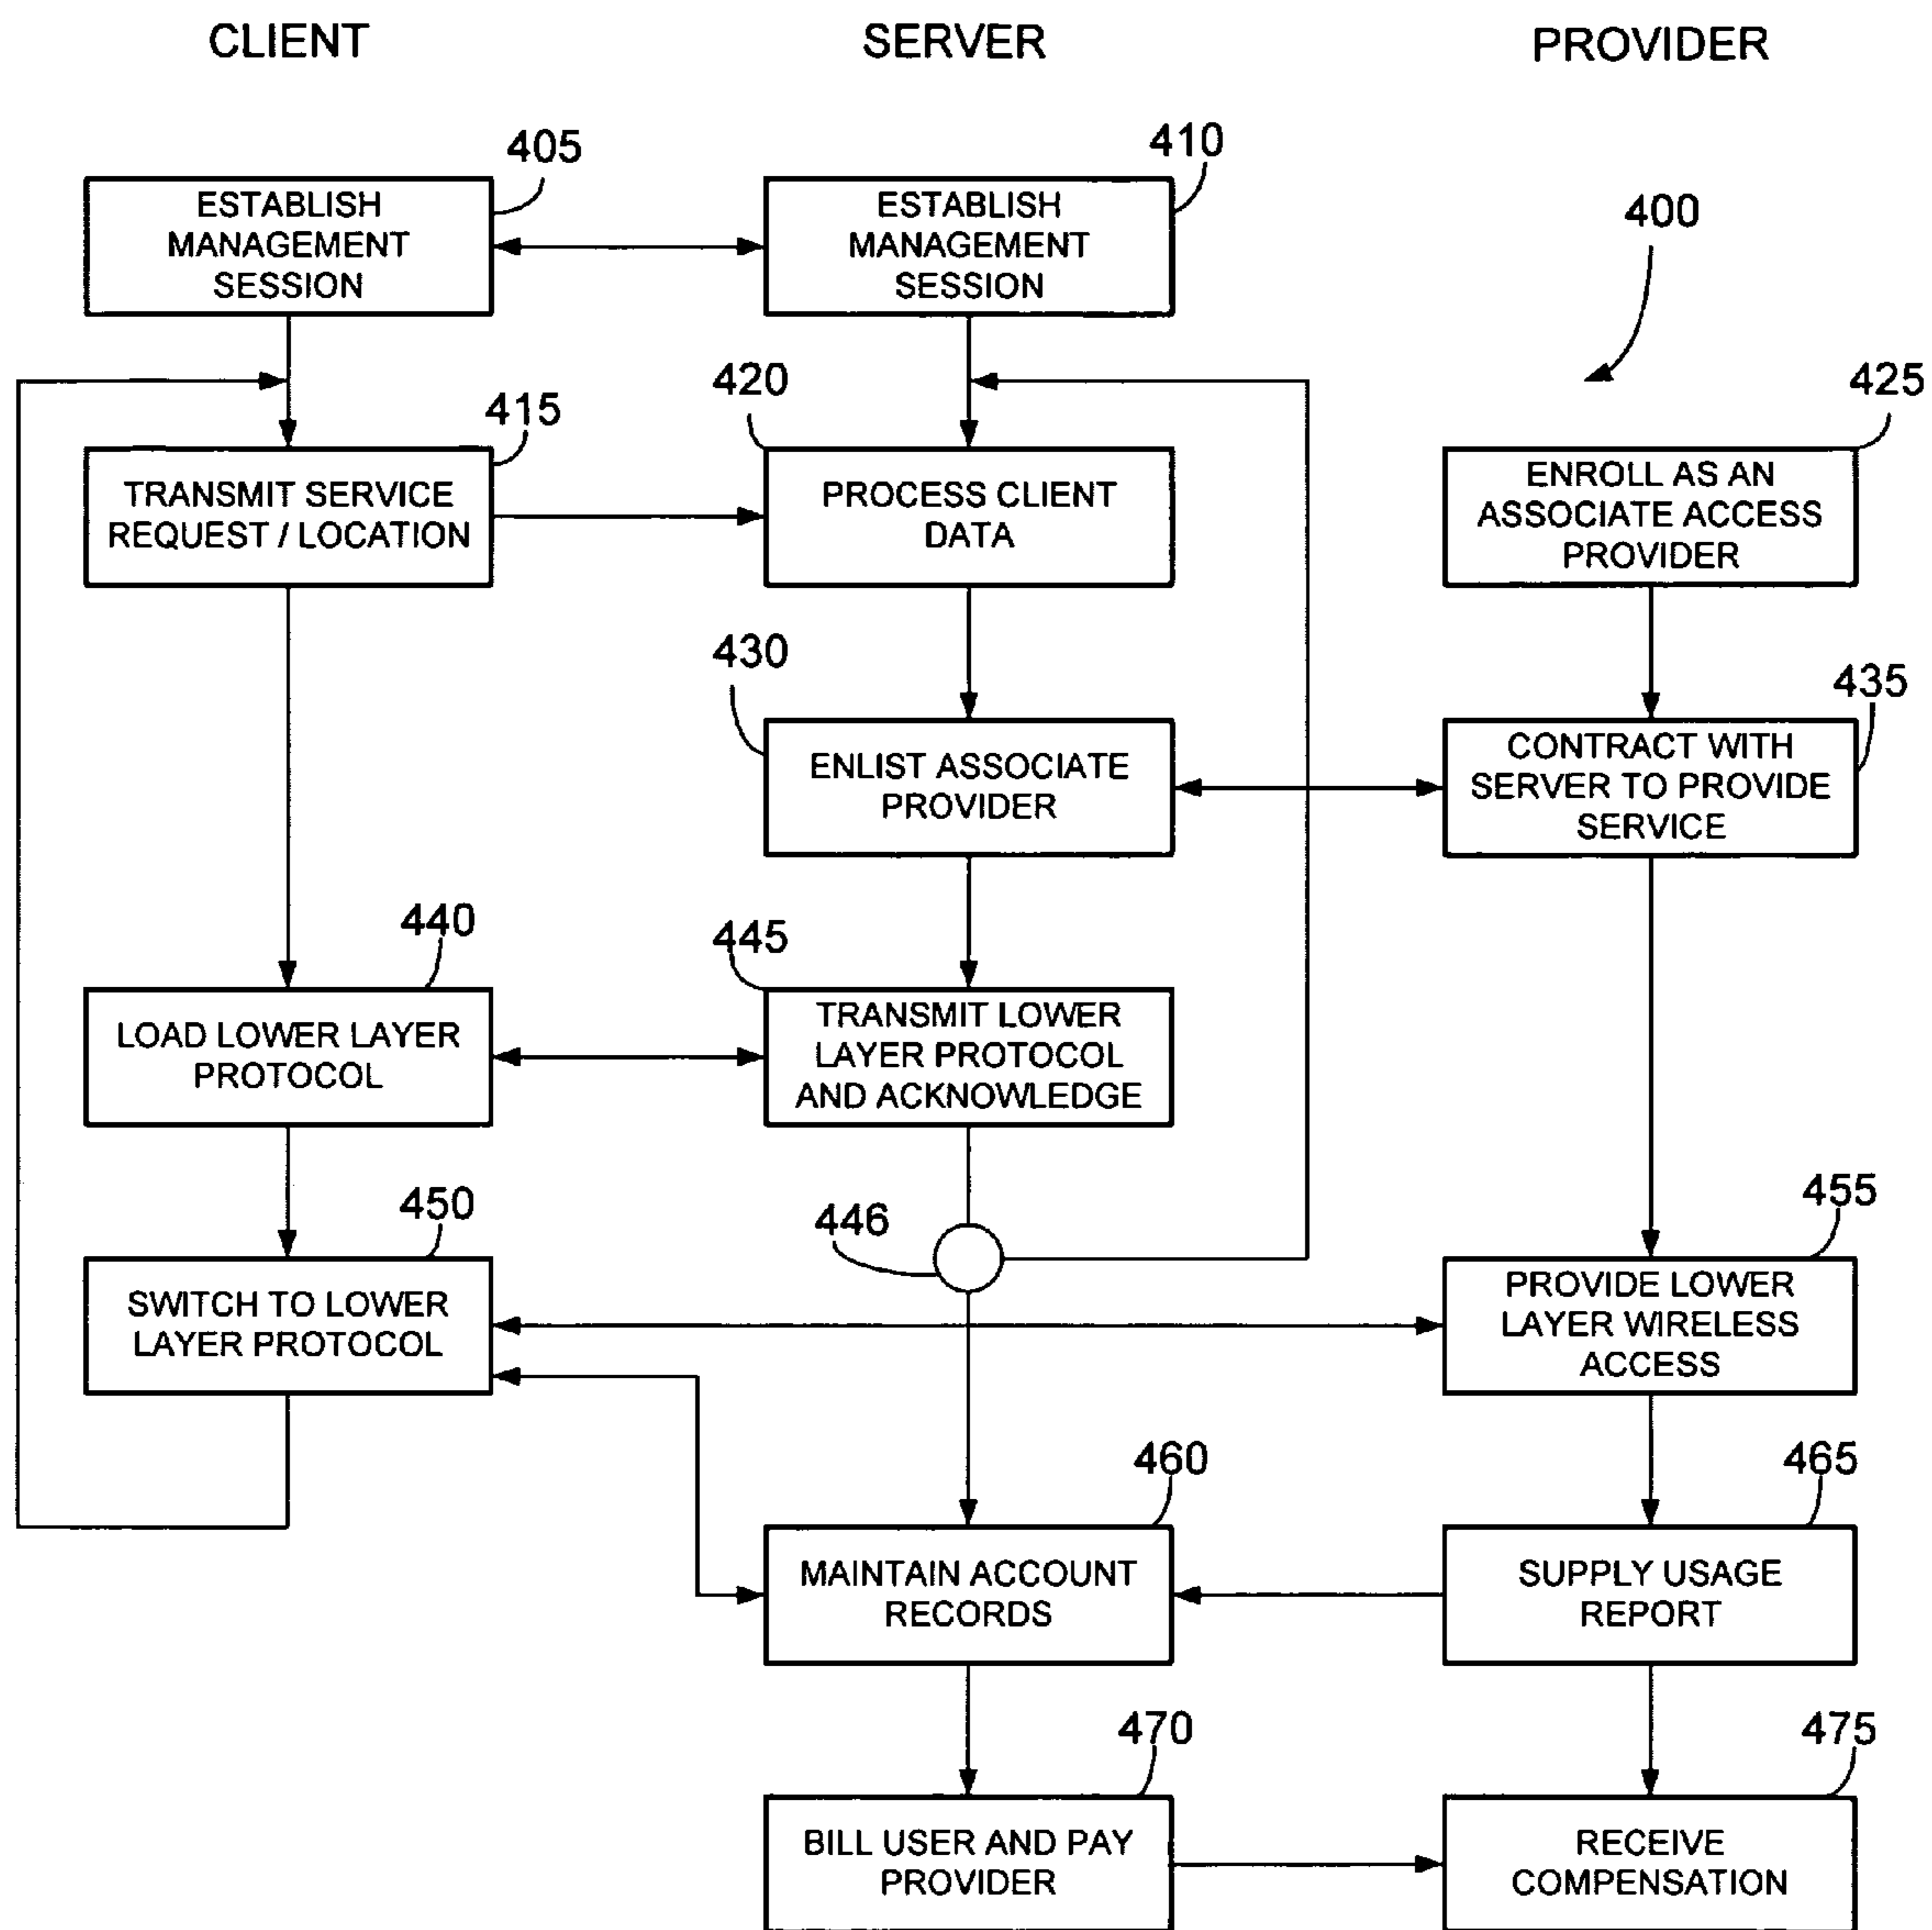 CLIENT
SERVER
PROVIDER
405
ESTABLISH
MANAGEMENT
SESSION
410
ESTABLISH
MANAGEMENT
SESSION
400
415
TRANSMIT SERVICE
REQUEST / LOCATION
420
PROCESS CLIENT
DATA
425
ENROLL AS AN
ASSOCIATE ACCESS
PROVIDER
430
ENLIST ASSOCIATE
PROVIDER
435
CONTRACT WITH
SERVER TO PROVIDE
SERVICE
440
LOAD LOWER LAYER
PROTOCOL
445
TRANSMIT LOWER
LAYER PROTOCOL
AND ACKNOWLEDGE
446
450
SWITCH TO LOWER
LAYER PROTOCOL
455
PROVIDE LOWER
LAYER WIRELESS
ACCESS
460
MAINTAIN ACCOUNT
RECORDS
465
SUPPLY USAGE
REPORT
470
BILL USER AND PAY
PROVIDER
475
RECEIVE
COMPENSATION